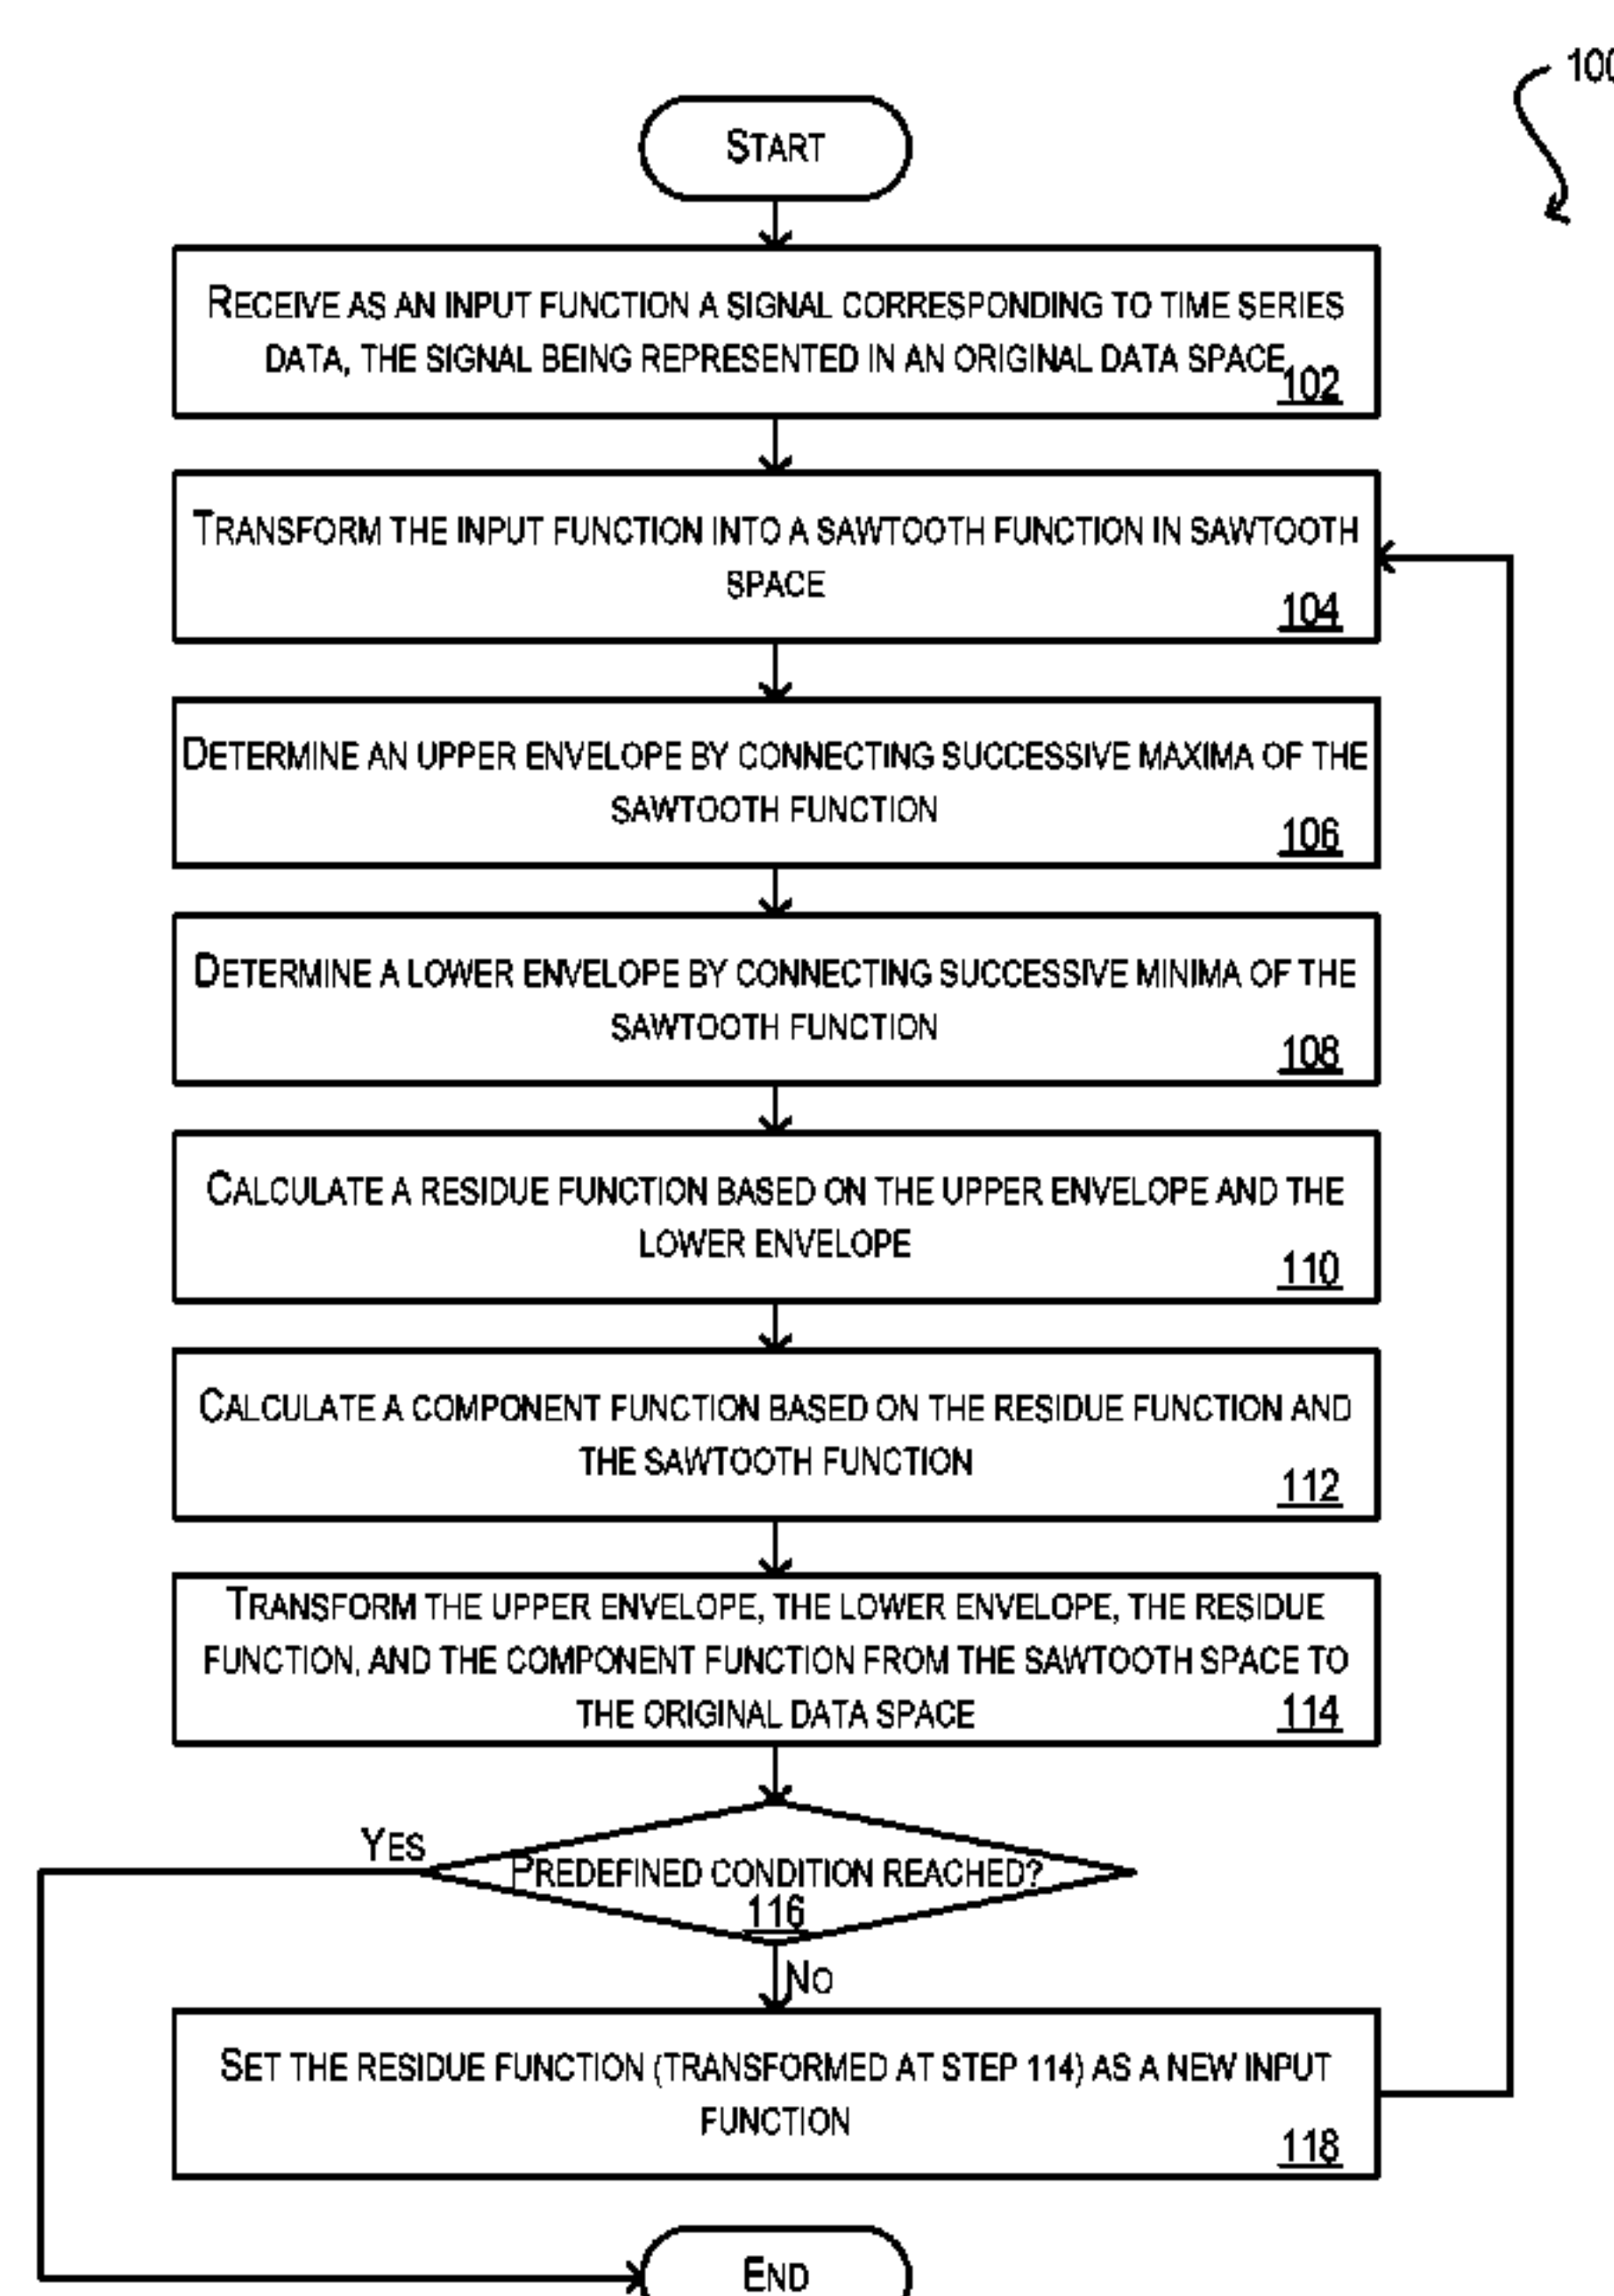 100
START
RECEIVE AS AN INPUT FUNCTION A SIGNAL CORRESPONDING TO TIME SERIES
DATA, THE SIGNAL BEING REPRESENTED IN AN ORIGINAL DATA SPACE
102
TRANSFORM THE INPUT FUNCTION INTO A SAWTOOTH FUNCTION IN SAWTOOTH
SPACE
104
DETERMINE AN UPPER ENVELOPE BY CONNECTING SUCCESSIVE MAXIMA OF THE
SAWTOOTH FUNCTION
106
DETERMINE A LOWER ENVELOPE BY CONNECTING SUCCESSIVE MINIMA OF THE
SAWTOOTH FUNCTION
108
CALCULATE A RESIDUE FUNCTION BASED ON THE UPPER ENVELOPE AND THE
LOWER ENVELOPE
110
CALCULATE A COMPONENT FUNCTION BASED ON THE RESIDUE FUNCTION AND
THE SAWTOOTH FUNCTION
112
TRANSFORM THE UPPER ENVELOPE, THE LOWER ENVELOPE, THE RESIDUE
FUNCTION, AND THE COMPONENT FUNCTION FROM THE SAWTOOTH SPACE TO
THE ORIGINAL DATA SPACE
114
YES
PREDEFINED CONDITION REACHED?
116
NO
SET THE RESIDUE FUNCTION (TRANSFORMED AT STEP 114) AS A NEW INPUT
FUNCTION
118
END